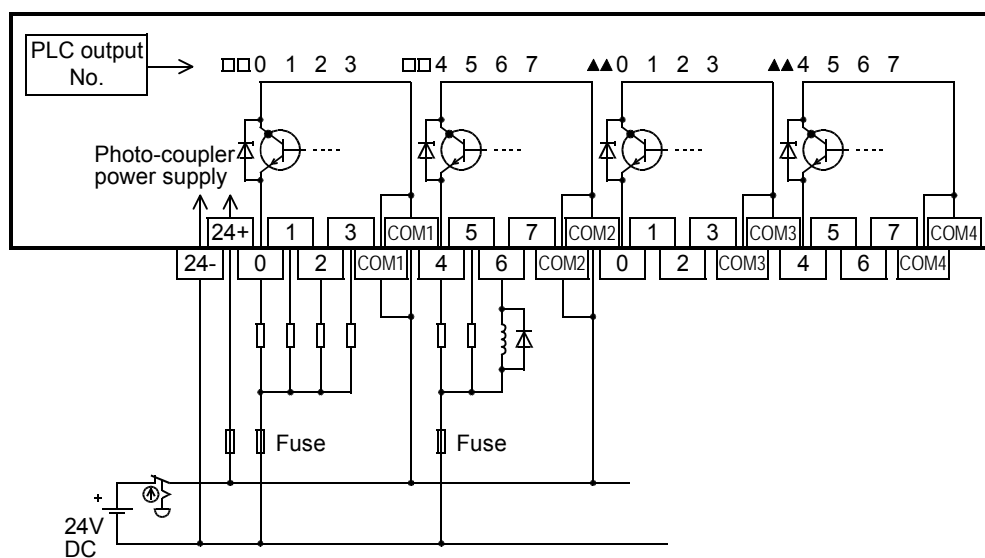 PLC output
No.
□□0 1 2 3 □□4 5 6 7 ▲▲0 1 2 3 ▲▲4 5 6 7
Photo-coupler
power supply
24+ 1 3 COM1 5 7 COM2 1 3 COM3 5 7 COM4
24- 0 2 COM1 4 6 COM2 0 2 COM3 4 6 COM4
Fuse Fuse
+
24V
DC